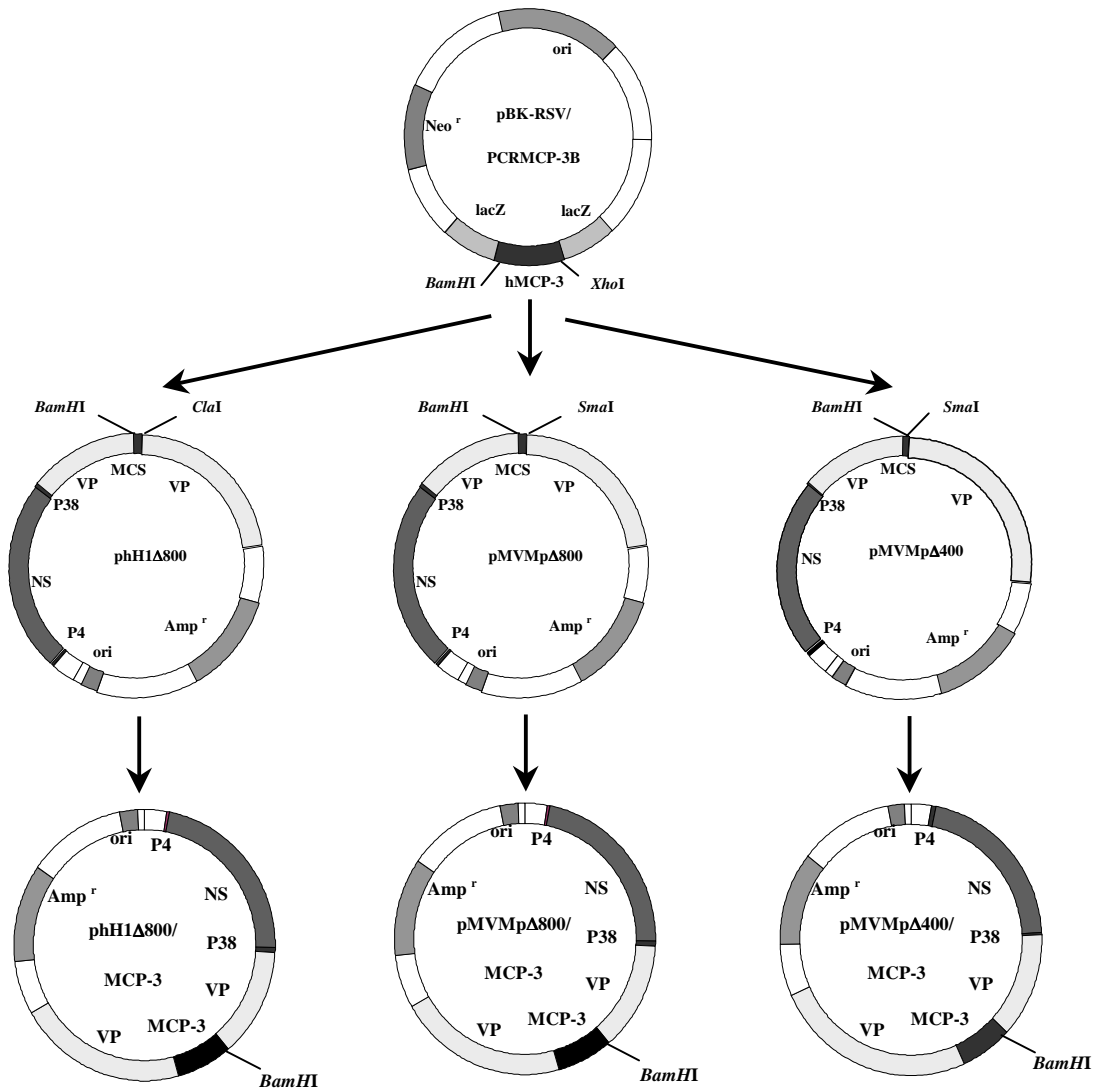 ori
pBK-RSV/
Neo r
PCRMCP-3B
lacZ lacZ
BamHI hMCP-3 XhoI
BamHI ClaI
MCS
VP VP
P38
phH1Δ800
NS
P4
Amp r
ori
BamHI SmaI
MCS
VP VP
P38
pMVMpΔ800
NS
P4
Amp r
ori
BamHI SmaI
MCS
VP VP
P38
pMVMpΔ400
NS
P4
Amp r
ori
ori P4
Amp r NS
phH1Δ800/
P38
MCP-3
VP
MCP-3
VP
BamHI
ori P4
Amp r NS
pMVMpΔ800/
P38
MCP-3
VP
MCP-3
VP
BamHI
ori P4
Amp r NS
pMVMpΔ400/
P38
MCP-3
VP
MCP-3
VP
BamHI